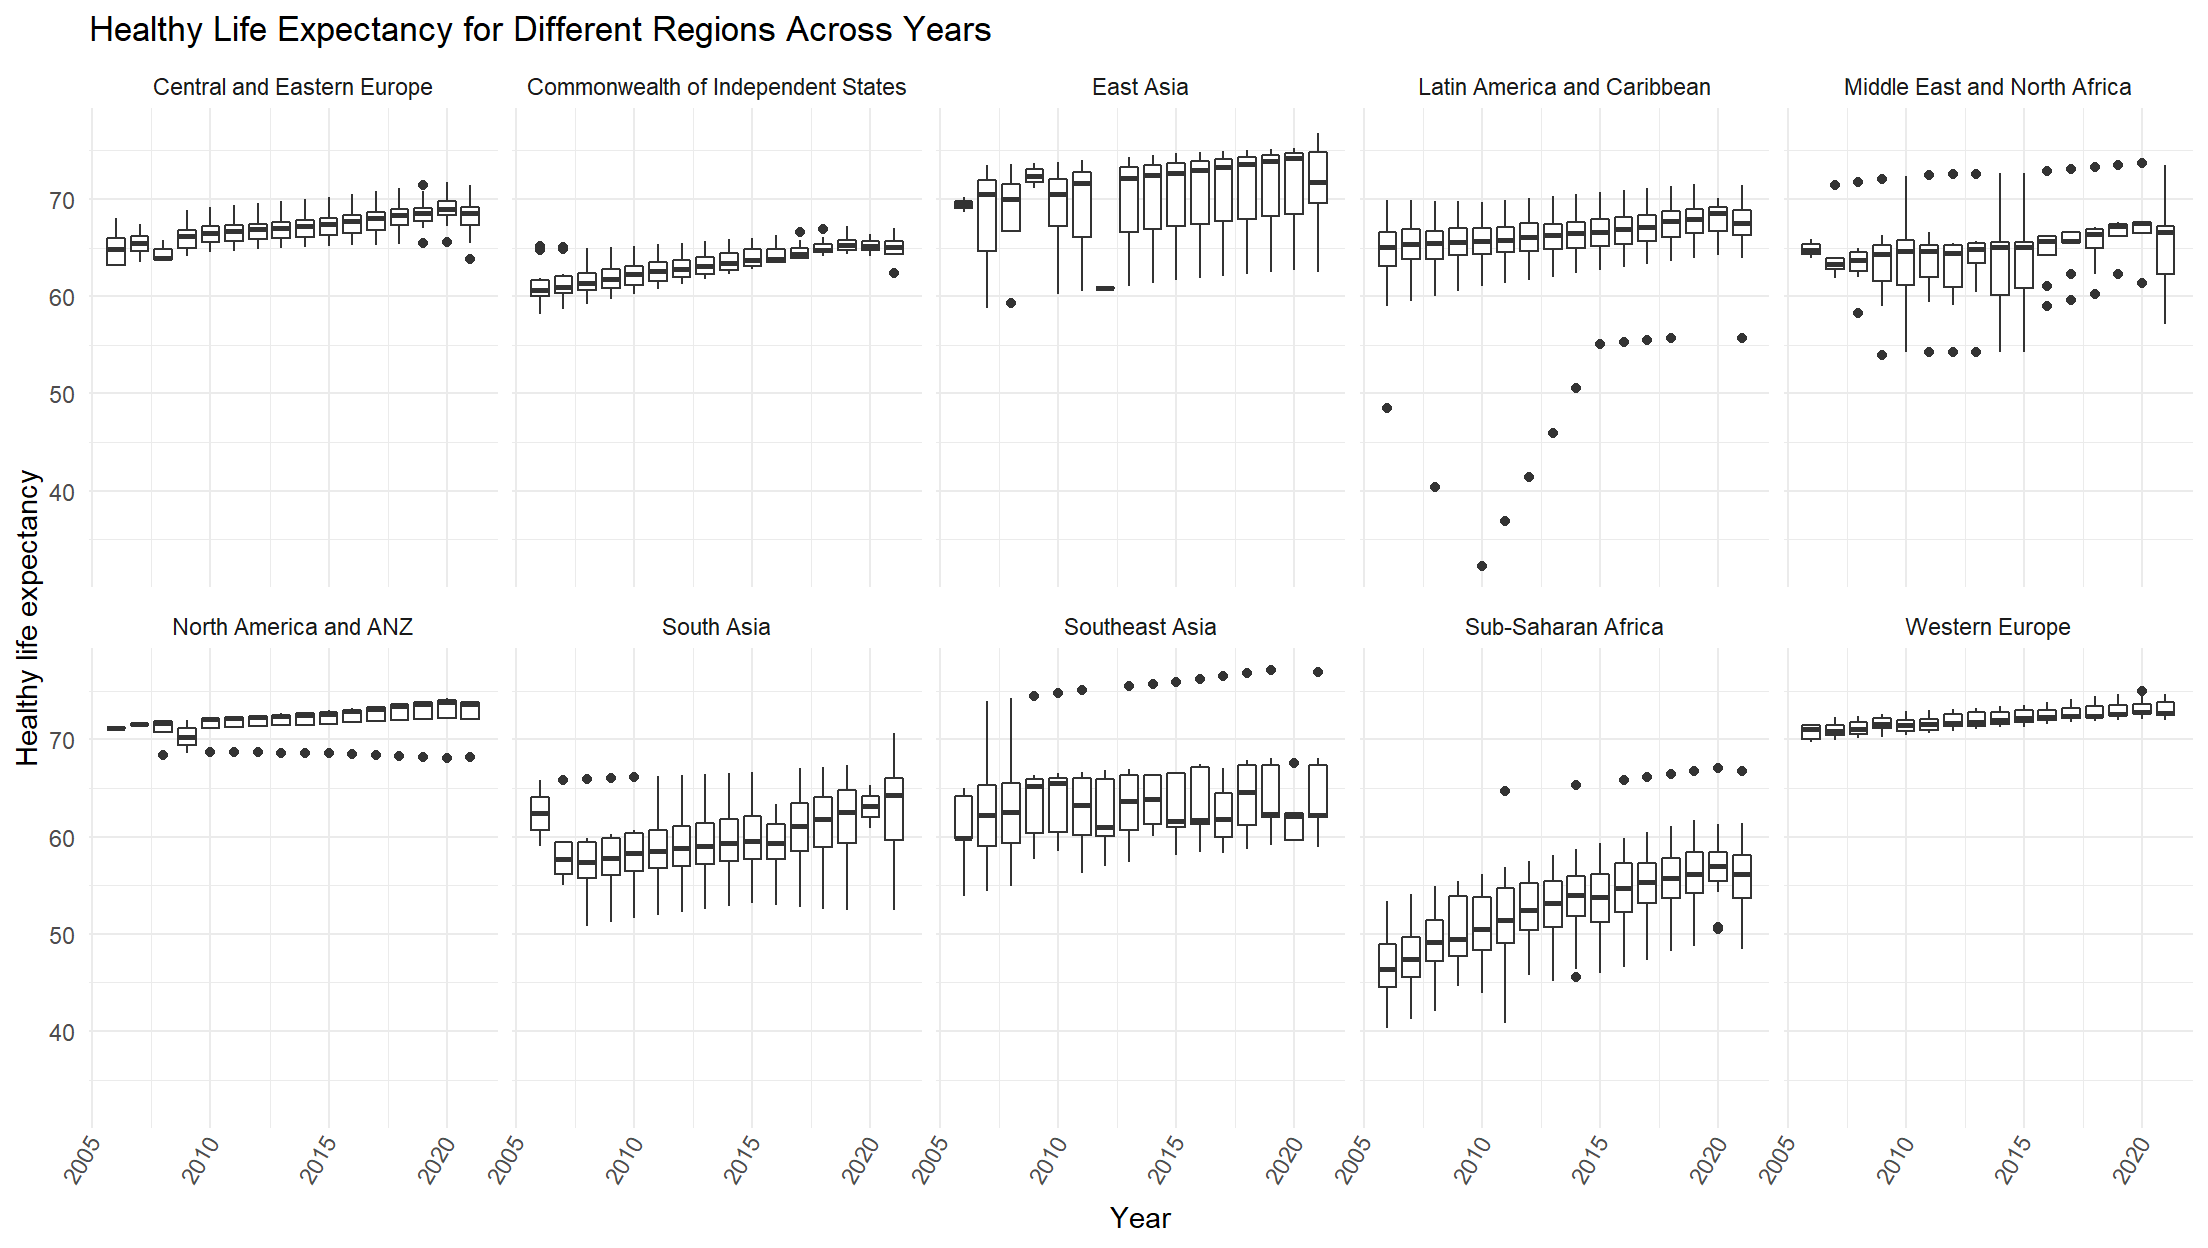 Healthy Life Expectancy for Different Regions Across Years
Central and Eastern Europe
Commonwealth of Independent States
East Asia
Latin America and Caribbean
Middle East and North Africa
70
60
50
40
North America and ANZ
South Asia
Southeast Asia
Sub-Saharan Africa
Western Europe
70
60
50
40
2005 2010 2015 2020
2005 2010 2015 2020
2005 2010 2015 2020
2005 2010 2015 2020
2005 2010 2015 2020
Year
Healthy life expectancy